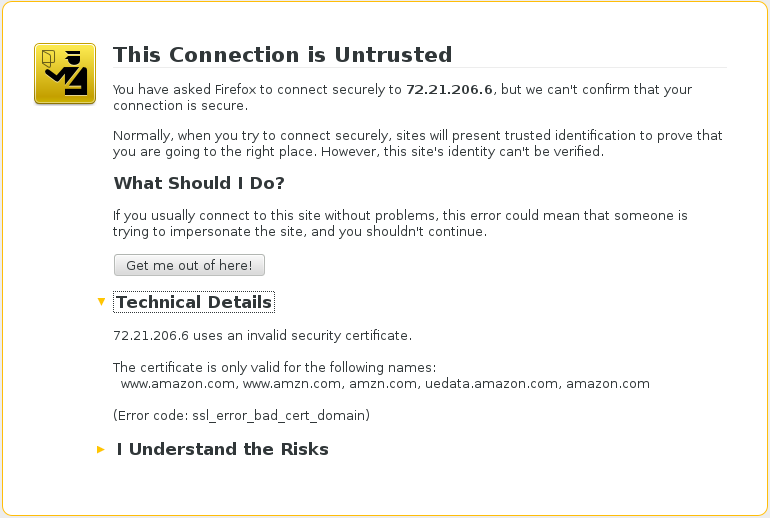 This Connection is Untrusted
You have asked Firefox to connect securely to 72.21.206.6, but we can't confirm that your
connection is secure.
Normally, when you try to connect securely, sites will present trusted identification to prove that
you are going to the right place. However, this site's identity can't be verified.
What Should I Do?
If you usually connect to this site without problems, this error could mean that someone is
trying to impersonate the site, and you shouldn't continue.
Get me out of here!
Technical Details
72.21.206.6 uses an invalid security certificate.
The certificate is only valid for the following names:
www.amazon.com, www.amzn.com, amzn.com, uedata.amazon.com, amazon.com
(Error code: ssl_error_bad_cert_domain)
I Understand the Risks